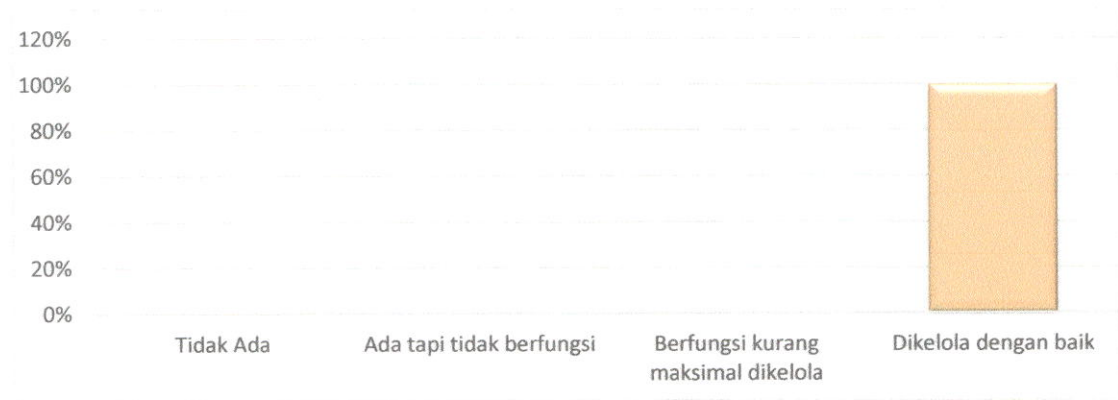 120%
100%
80%
60%
40%
20%
0%
Tidak Ada
Ada tapi tidak berfungsi
Berfungsi kurang
maksimal dikelola
Dikelola dengan baik